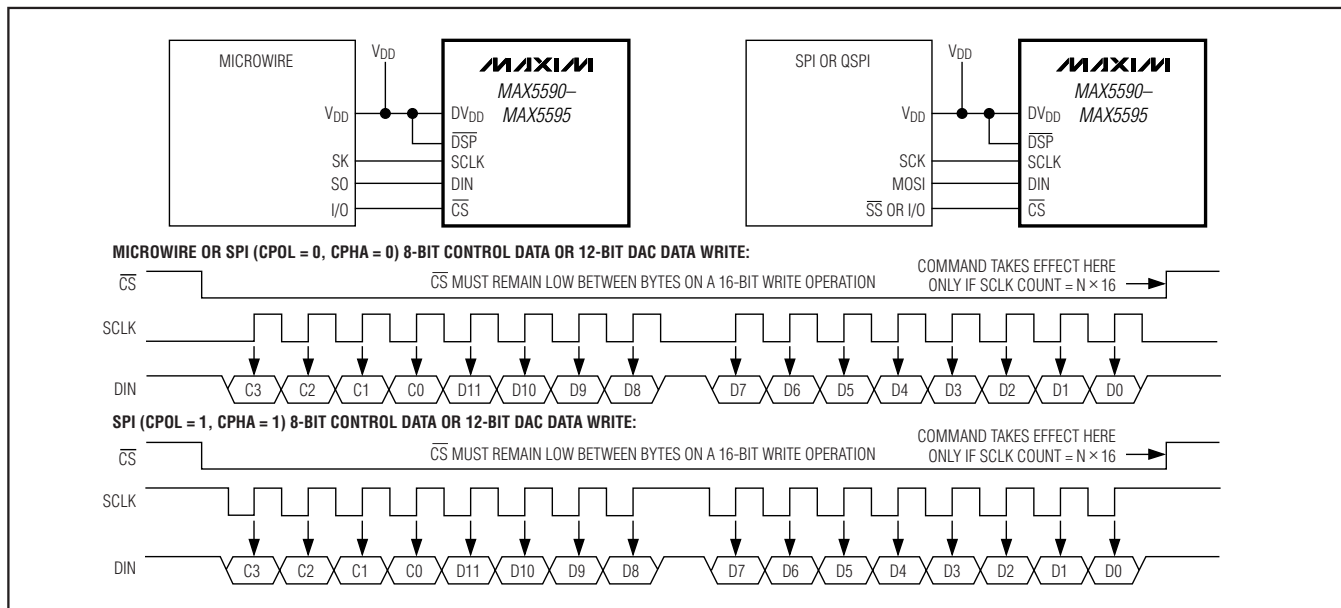 MICROWIRE
VDD
MAXIM
MAX5590–
MAX5595
VDD
DVDD
DSP
SK
SCLK
SO
DIN
I/O
CS
SPI OR QSPI
VDD
MAXIM
MAX5590–
MAX5595
VDD
DVDD
DSP
SCK
SCLK
MOSI
DIN
SS OR I/O
CS
MICROWIRE OR SPI (CPOL = 0, CPHA = 0) 8-BIT CONTROL DATA OR 12-BIT DAC DATA WRITE:
CS
CS MUST REMAIN LOW BETWEEN BYTES ON A 16-BIT WRITE OPERATION
COMMAND TAKES EFFECT HERE
ONLY IF SCLK COUNT = N × 16
SCLK
DIN
C3 C2 C1 C0 D11 D10 D9 D8 D7 D6 D5 D4 D3 D2 D1 D0
SPI (CPOL = 1, CPHA = 1) 8-BIT CONTROL DATA OR 12-BIT DAC DATA WRITE:
CS
CS MUST REMAIN LOW BETWEEN BYTES ON A 16-BIT WRITE OPERATION
COMMAND TAKES EFFECT HERE
ONLY IF SCLK COUNT = N × 16
SCLK
DIN
C3 C2 C1 C0 D11 D10 D9 D8 D7 D6 D5 D4 D3 D2 D1 D0